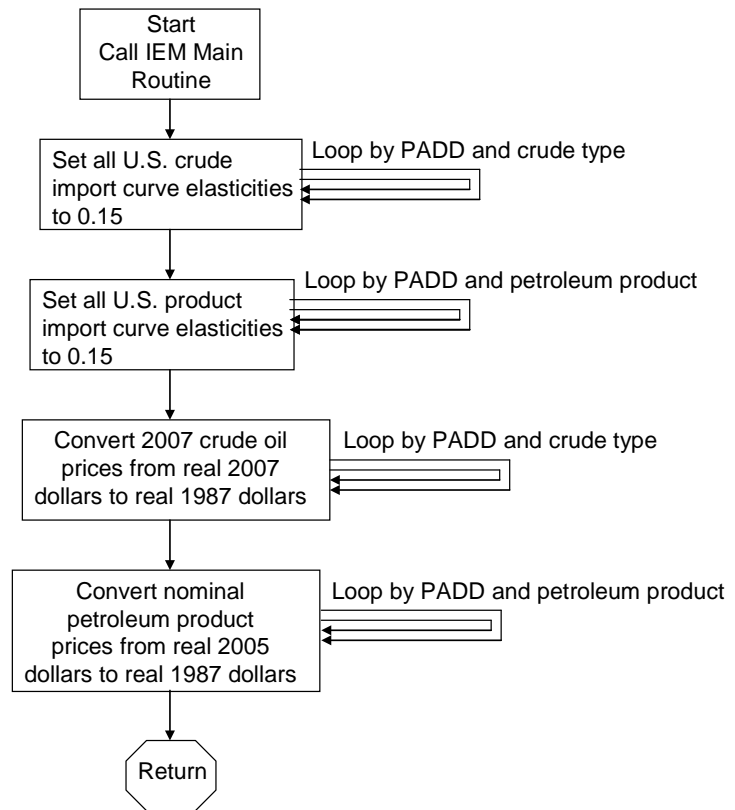 Start
Call IEM Main
Routine
Loop by PADD and crude type
Set all U.S. crude
import curve elasticities
to 0.15
Loop by PADD and petroleum product
Set all U.S. product
import curve elasticities
to 0.15
Convert 2007 crude oil
prices from real 2007
dollars to real 1987 dollars
Loop by PADD and crude type
Convert nominal
petroleum product
prices from real 2005
dollars to real 1987 dollars
Loop by PADD and petroleum product
Return